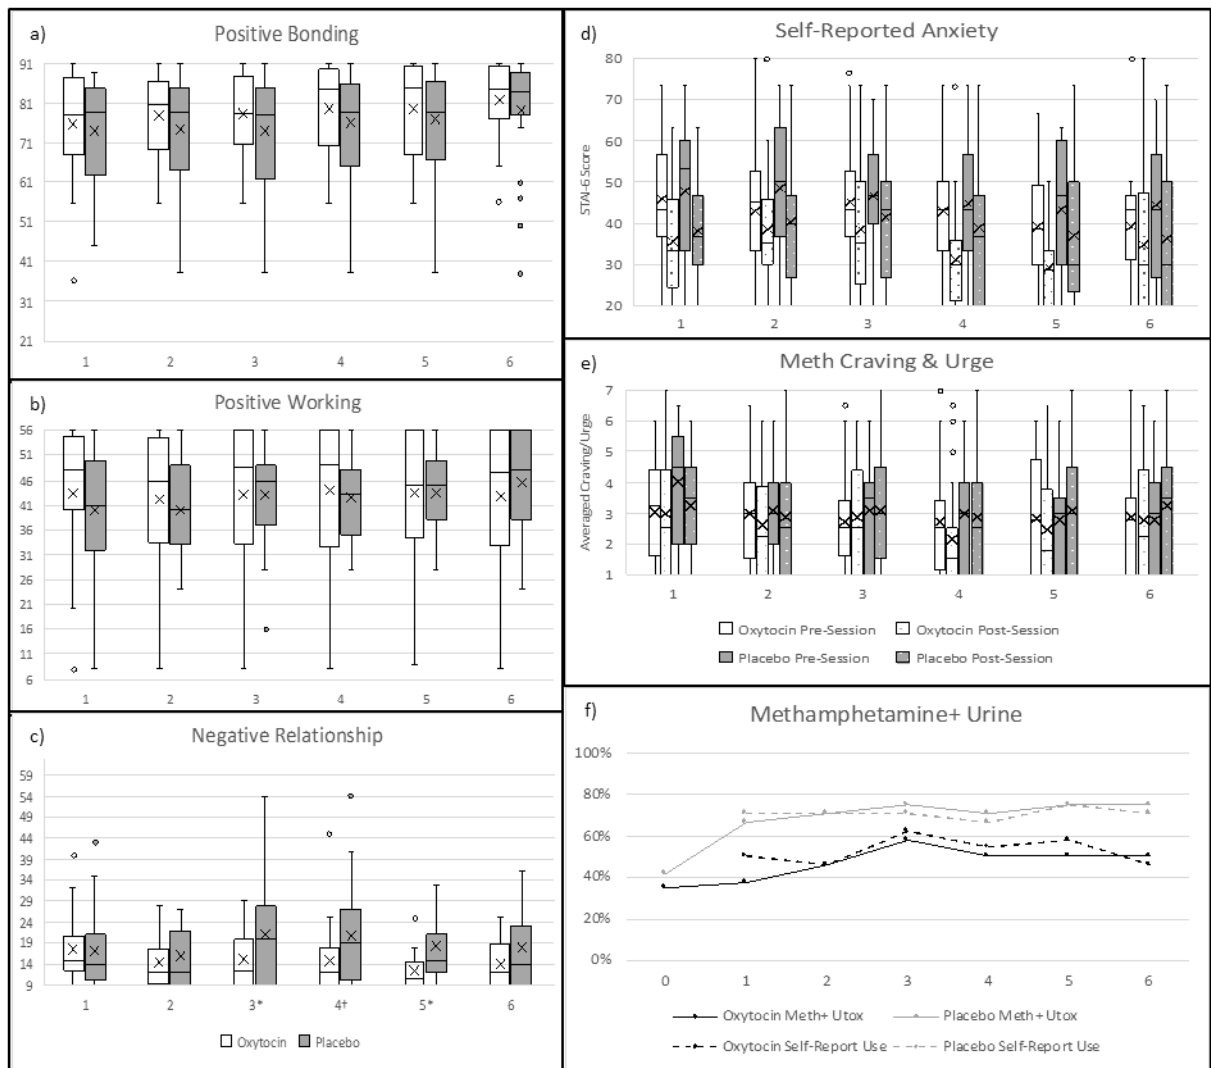 a)
Positive Bonding
91
81
71
61
51
41
31
21
1 2 3 4 5 6
b)
Positive Working
56
46
41
36
31
26
21
16
11
6
1 2 3 4 5 6
c)
Negative Relationship
59
54
49
44
39
34
29
24
19
14
9
1 2 3* 4† 5* 6
Oxytocin Placebo
d)
Self-Reported Anxiety
STAI-6 Score
80
70
60
50
40
30
20
1 2 3 4 5 6
e)
Meth Craving & Urge
Averaged Craving/Urge
7
6
5
4
3
2
1
1 2 3 4 5 6
Oxytocin Pre-Session Oxytocin Post-Session
Placebo Pre-Session Placebo Post-Session
f)
Methamphetamine+ Urine
100%
80%
60%
40%
20%
0%
0 1 2 3 4 5 6
Oxytocin Meth+ Utox Placebo Meth+ Utox
Oxytocin Self-Report Use Placebo Self-Report Use